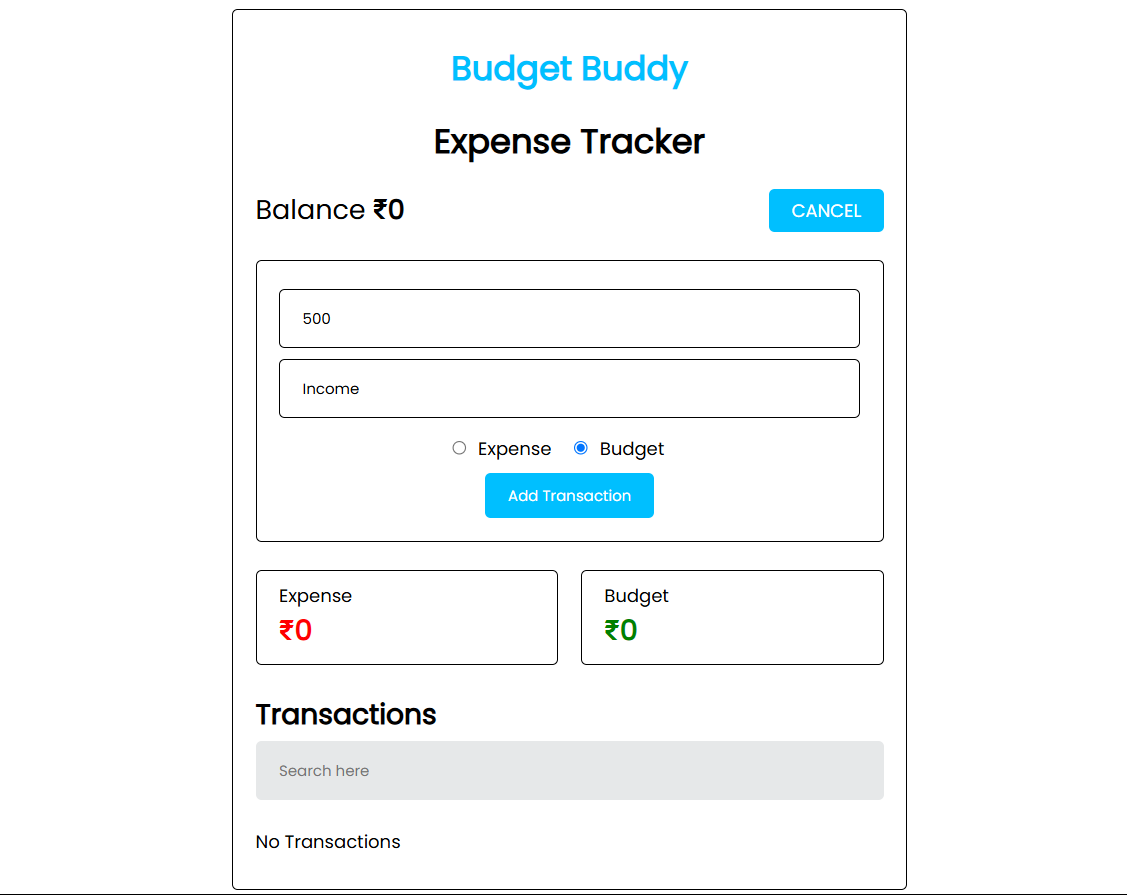 Budget Buddy
Expense Tracker
Balance ₹0
CANCEL
500
Income
Expense Budget
Add Transaction
Expense
₹0
Budget
₹0
Transactions
Search here
No Transactions